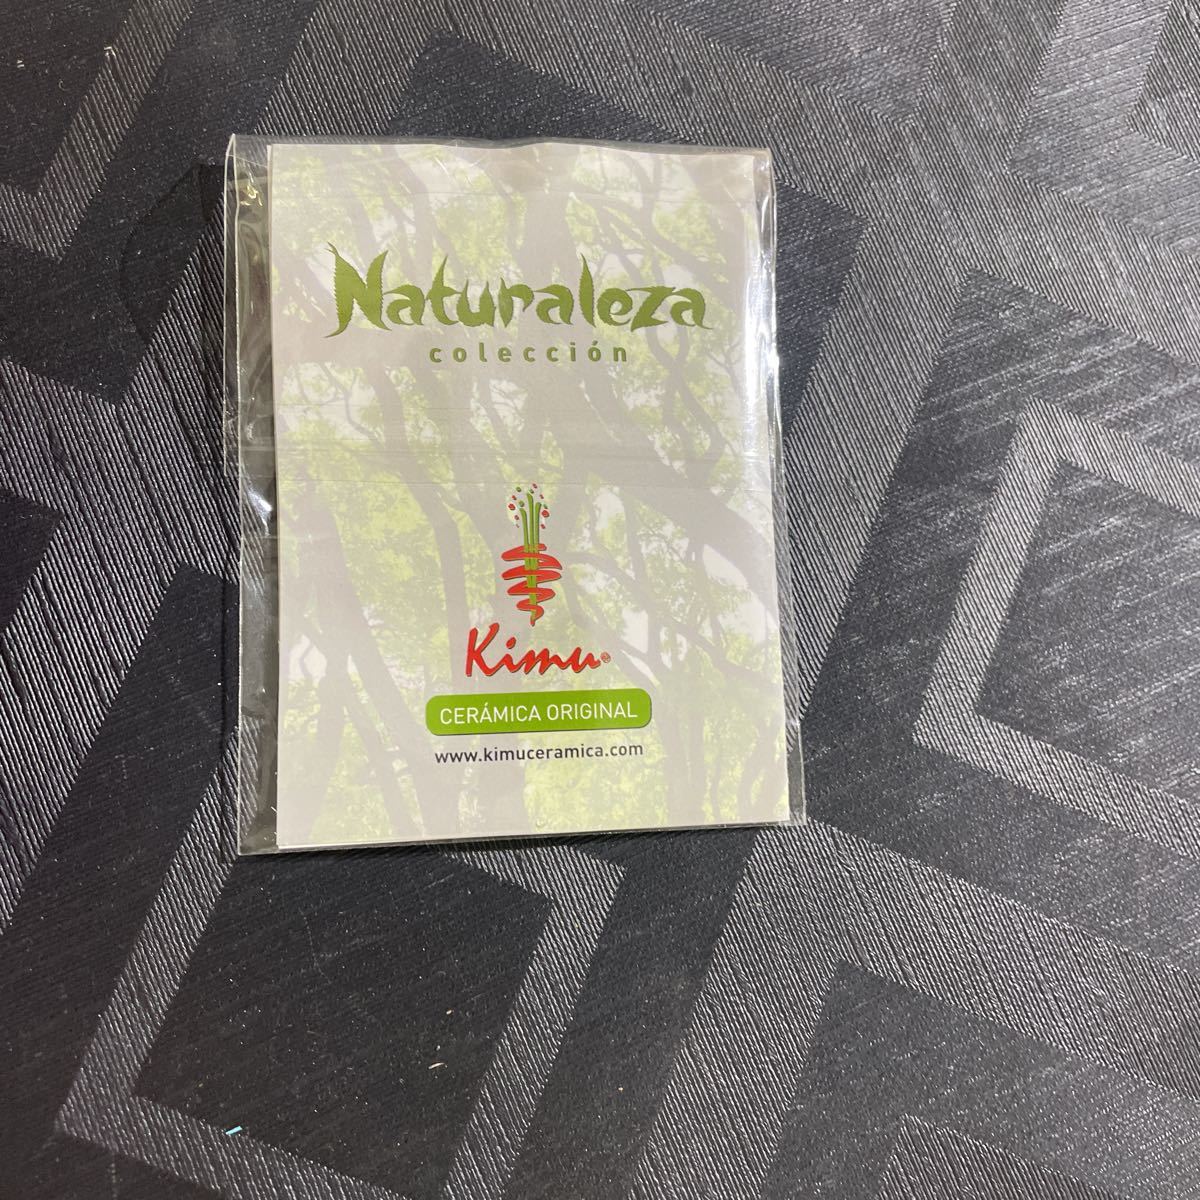 Naturaleza
colección
Kimu®
CERÁMICA ORIGINAL
www.kimuceramica.com